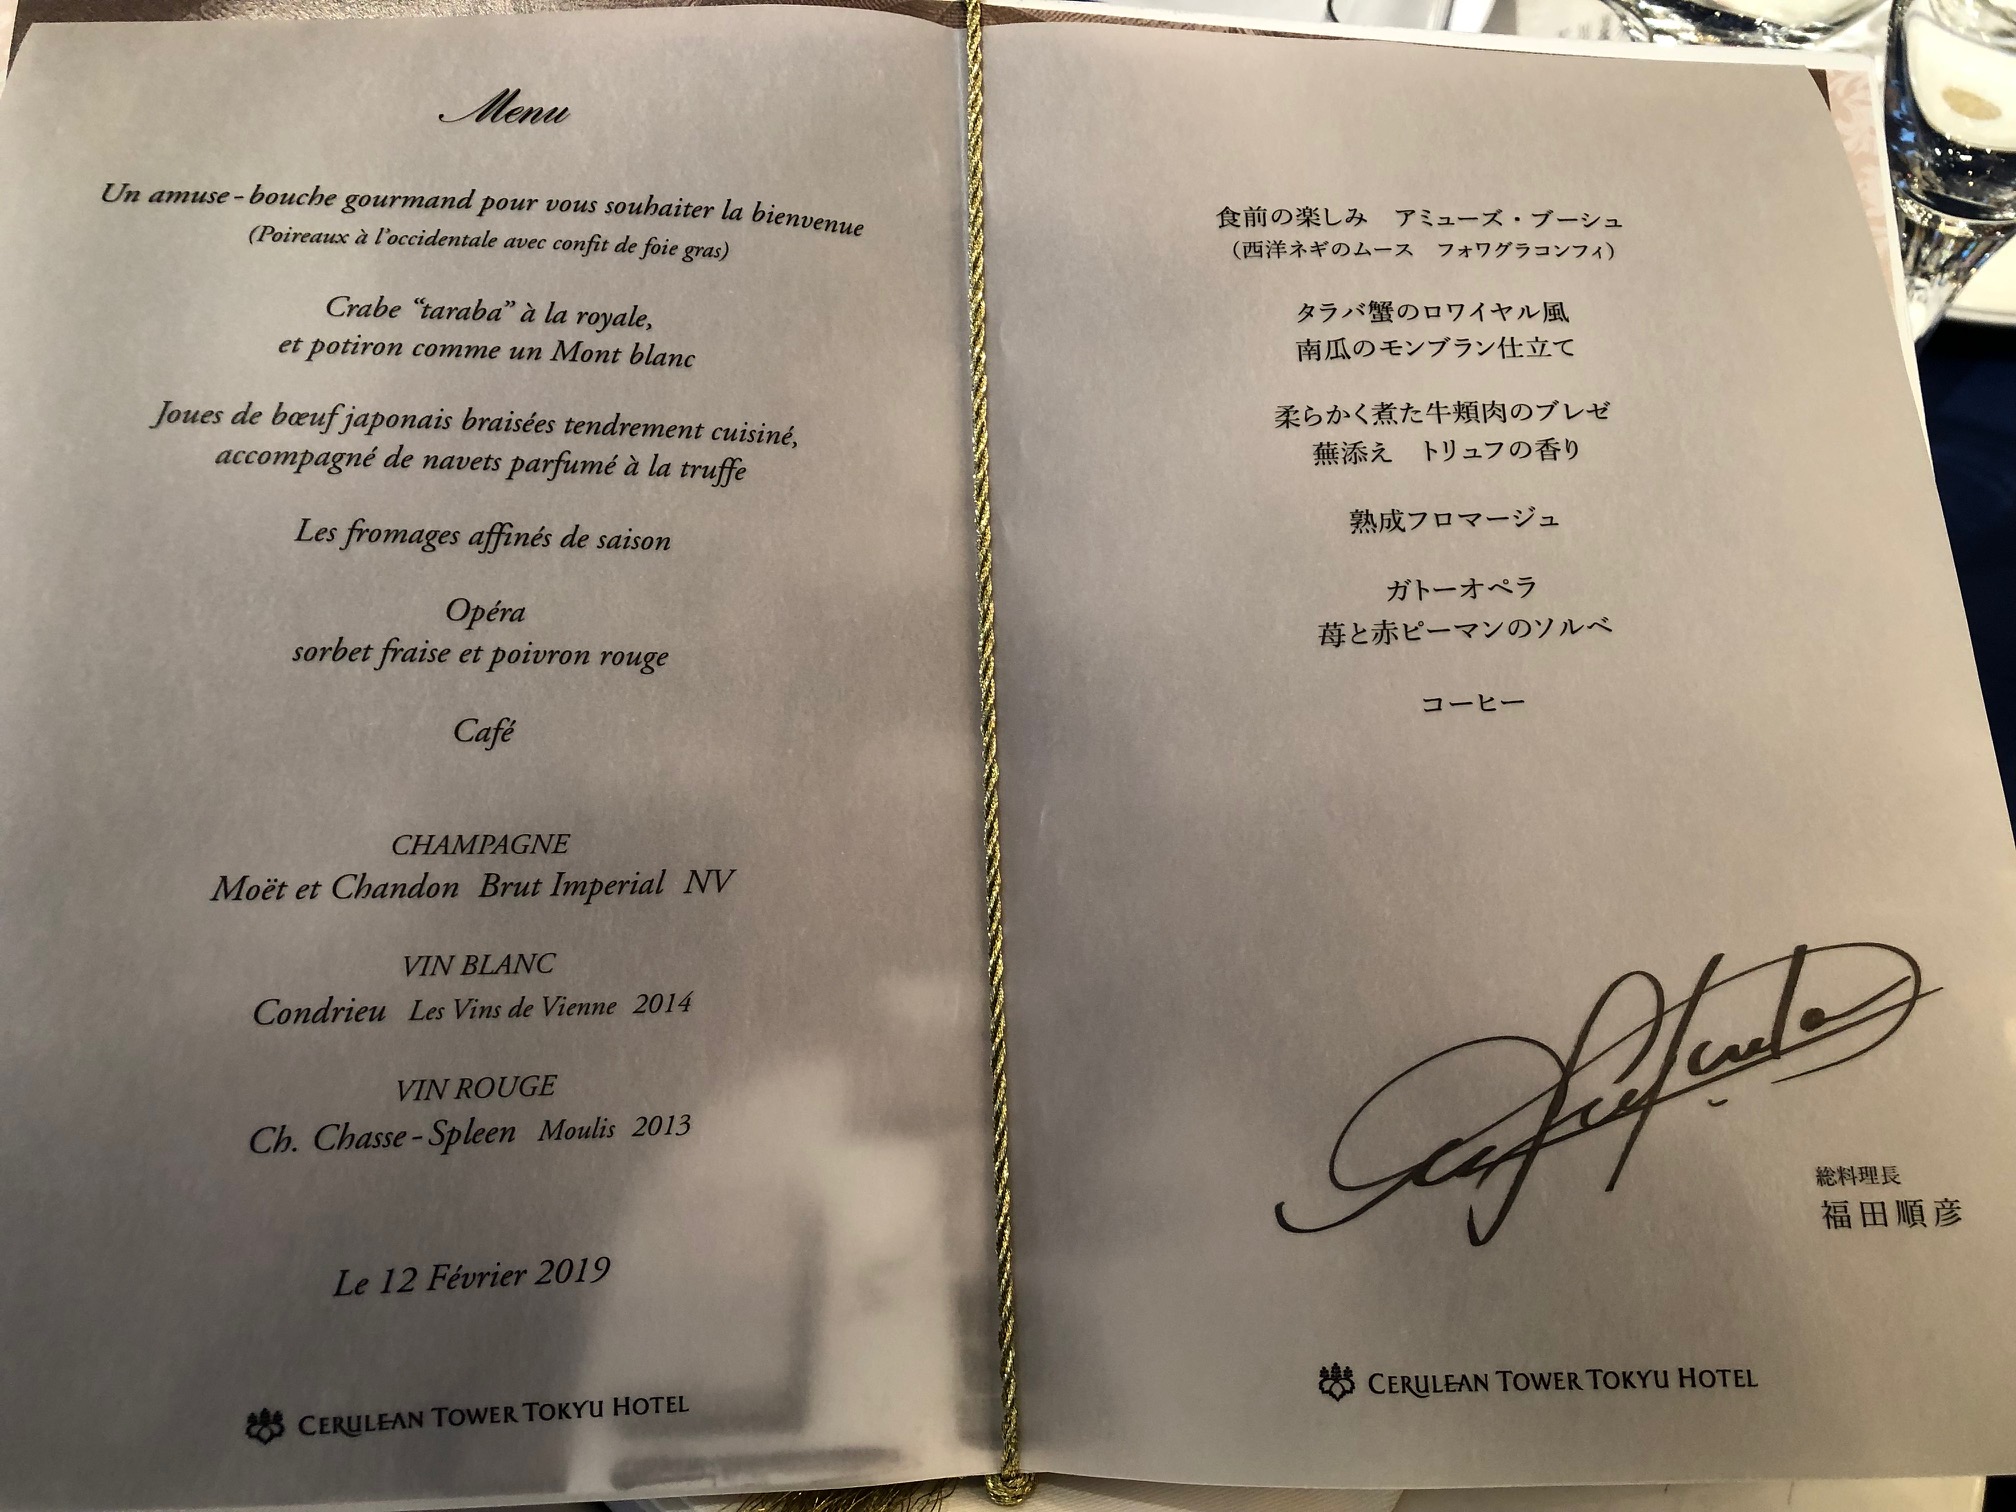 Menu
Un amuse-bouche gourmand pour vous souhaiter la bienvenue
(Poireaux à l'occidentale avec confit de foie gras)
Crabe “taraba” à la royale,
et potiron comme un Mont blanc
Joues de bœuf japonais braisées tendrement cuisiné,
accompagné de navets parfumé à la truffe
Les fromages affinés de saison
Opéra
sorbet fraise et poivron rouge
Café
CHAMPAGNE
Moët et Chandon Brut Imperial NV
VIN BLANC
Condrieu Les Vins de Vienne 2014
VIN ROUGE
Ch. Chasse-Spleen Moulis 2013
Le 12 Février 2019
CERULEAN TOWER TOKYU HOTEL
食前の楽しみ　アミューズ・ブーシュ
（西洋ネギのムース　フォワグラコンフィ）
タラバ蟹のロワイヤル風
南瓜のモンブラン仕立て
柔らかく煮た牛頬肉のブレゼ
蕪添え　トリュフの香り
熟成フロマージュ
ガトーオペラ
苺と赤ピーマンのソルベ
コーヒー
総料理長
福田順彦
CERULEAN TOWER TOKYU HOTEL